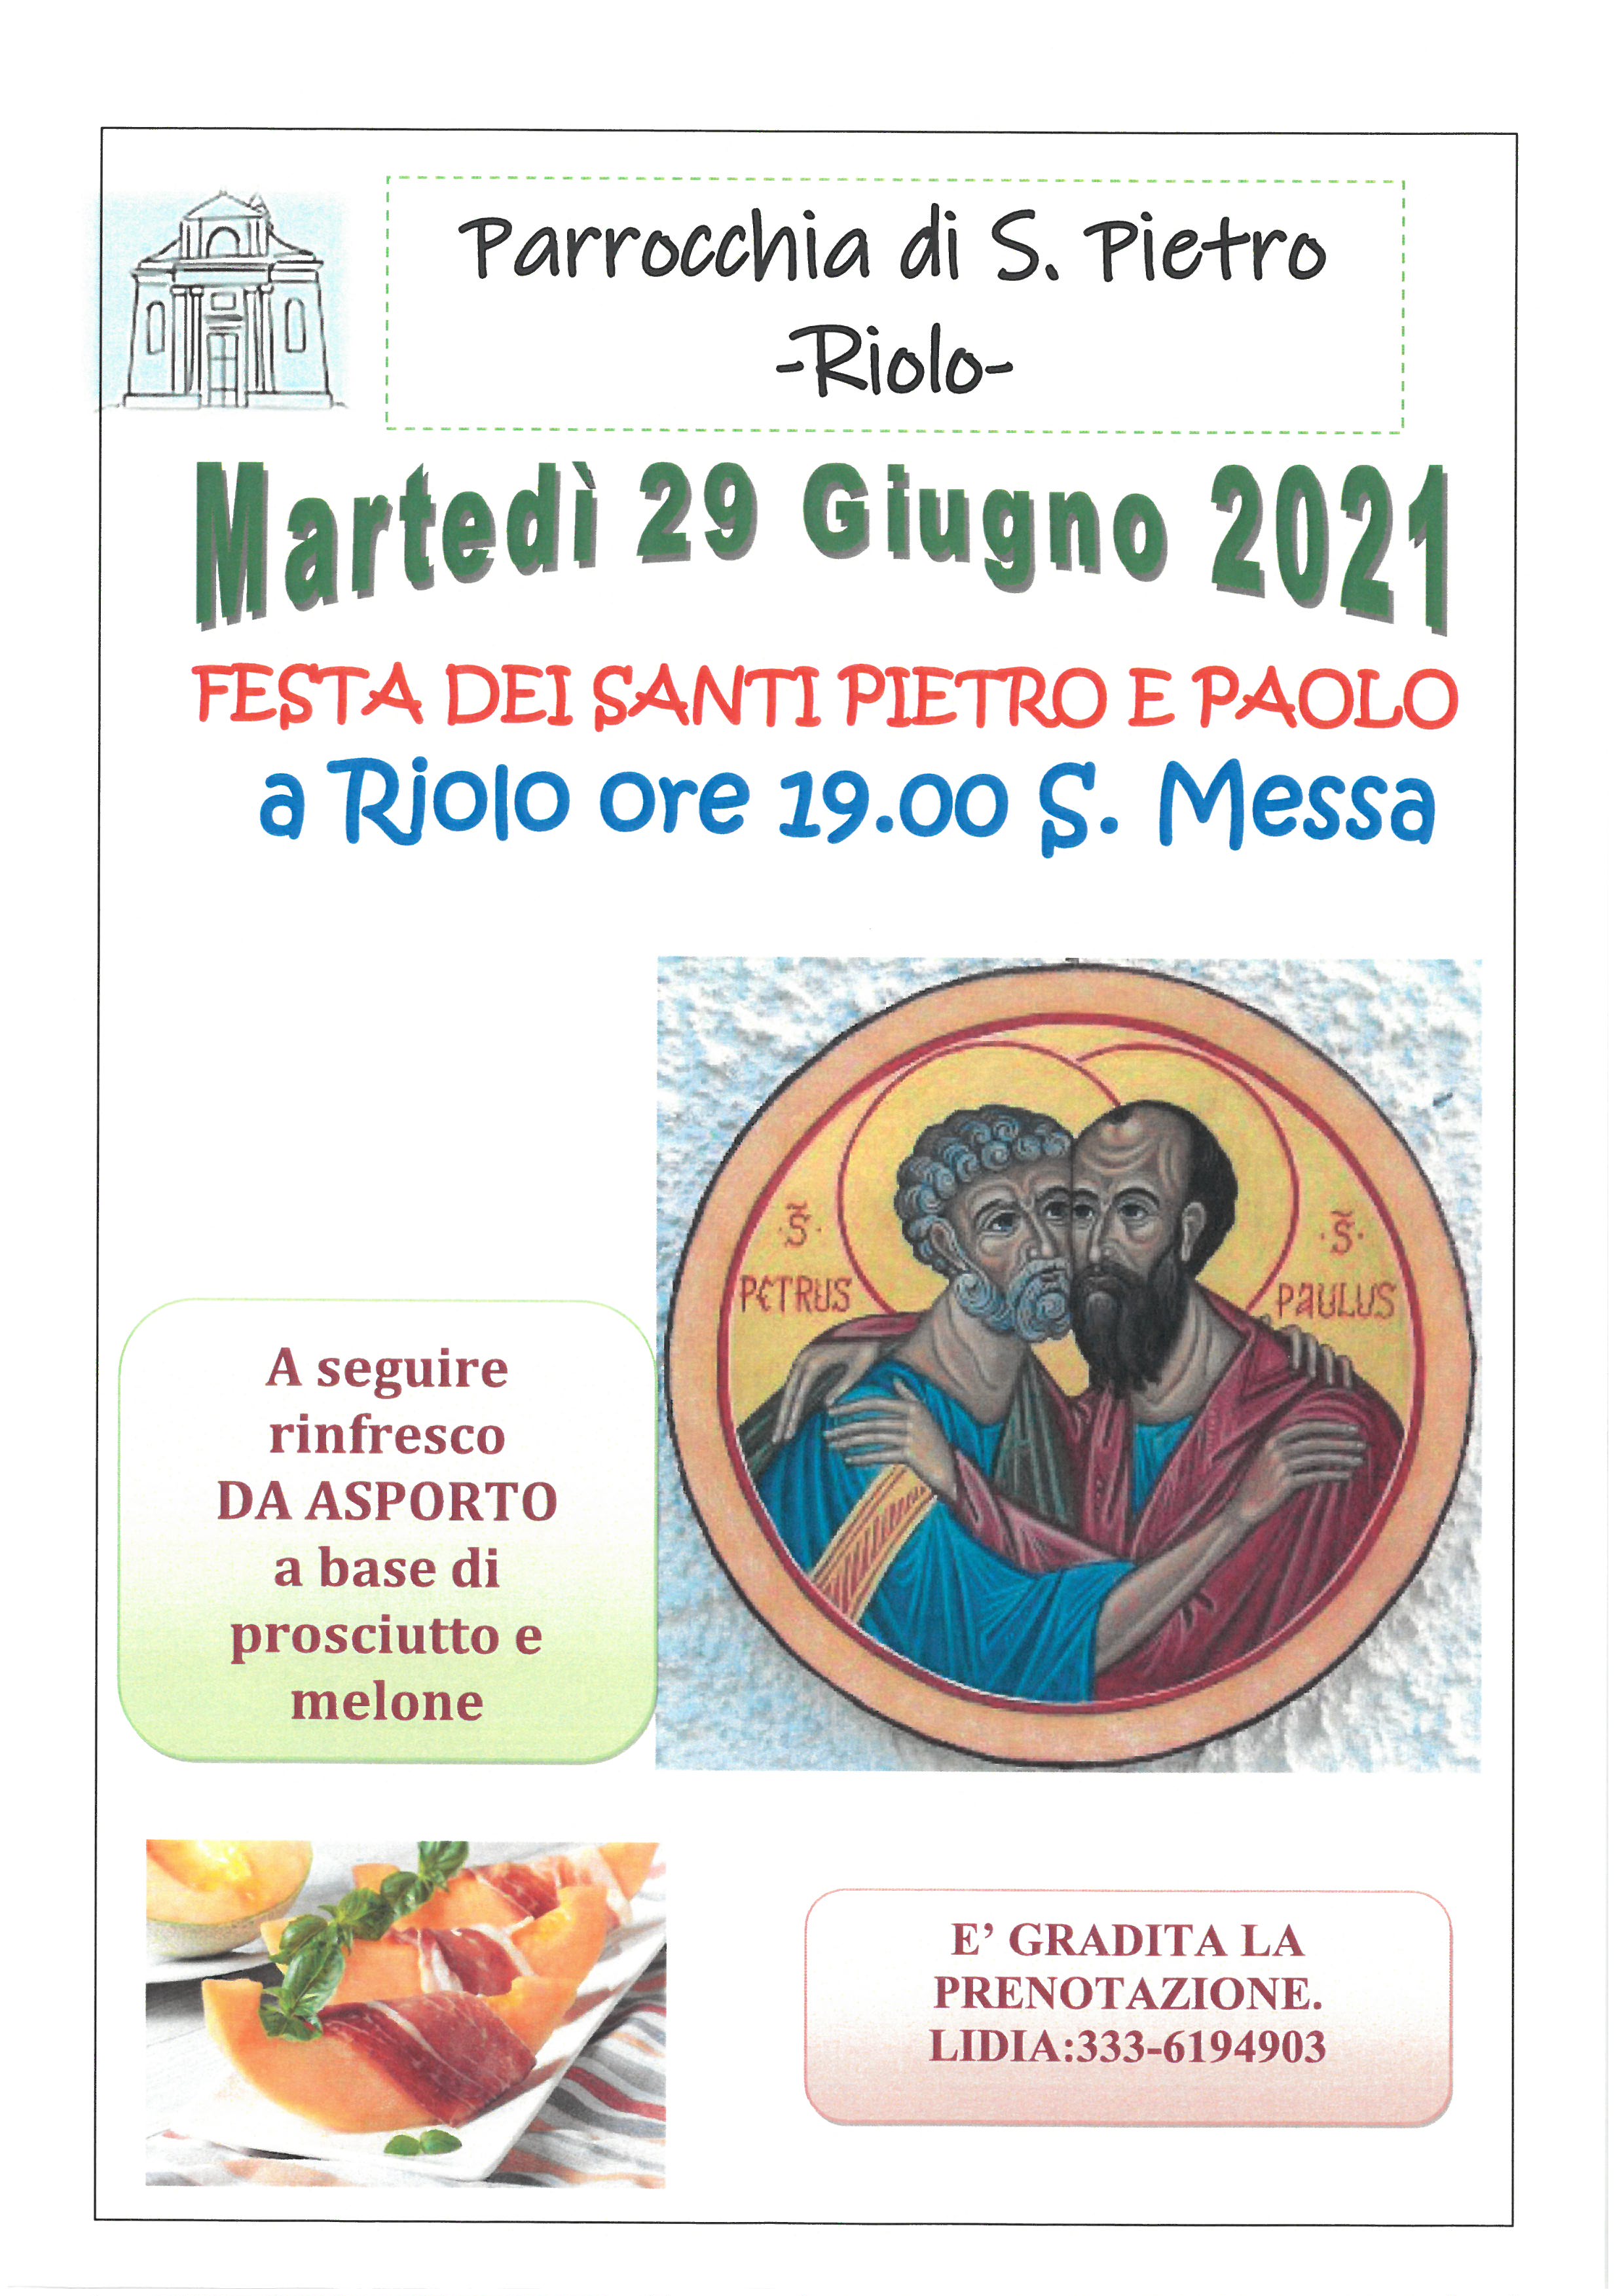 Parrocchia di S. Pietro
-Riolo-
Martedì 29 Giugno 2021
FESTA DEI SANTI PIETRO E PAOLO
a Riolo ore 19.00 S. Messa
·S̃·
PETRUS
·S̃·
PAULUS
A seguire
rinfresco
DA ASPORTO
a base di
prosciutto e
melone
E’ GRADITA LA
PRENOTAZIONE.
LIDIA:333-6194903